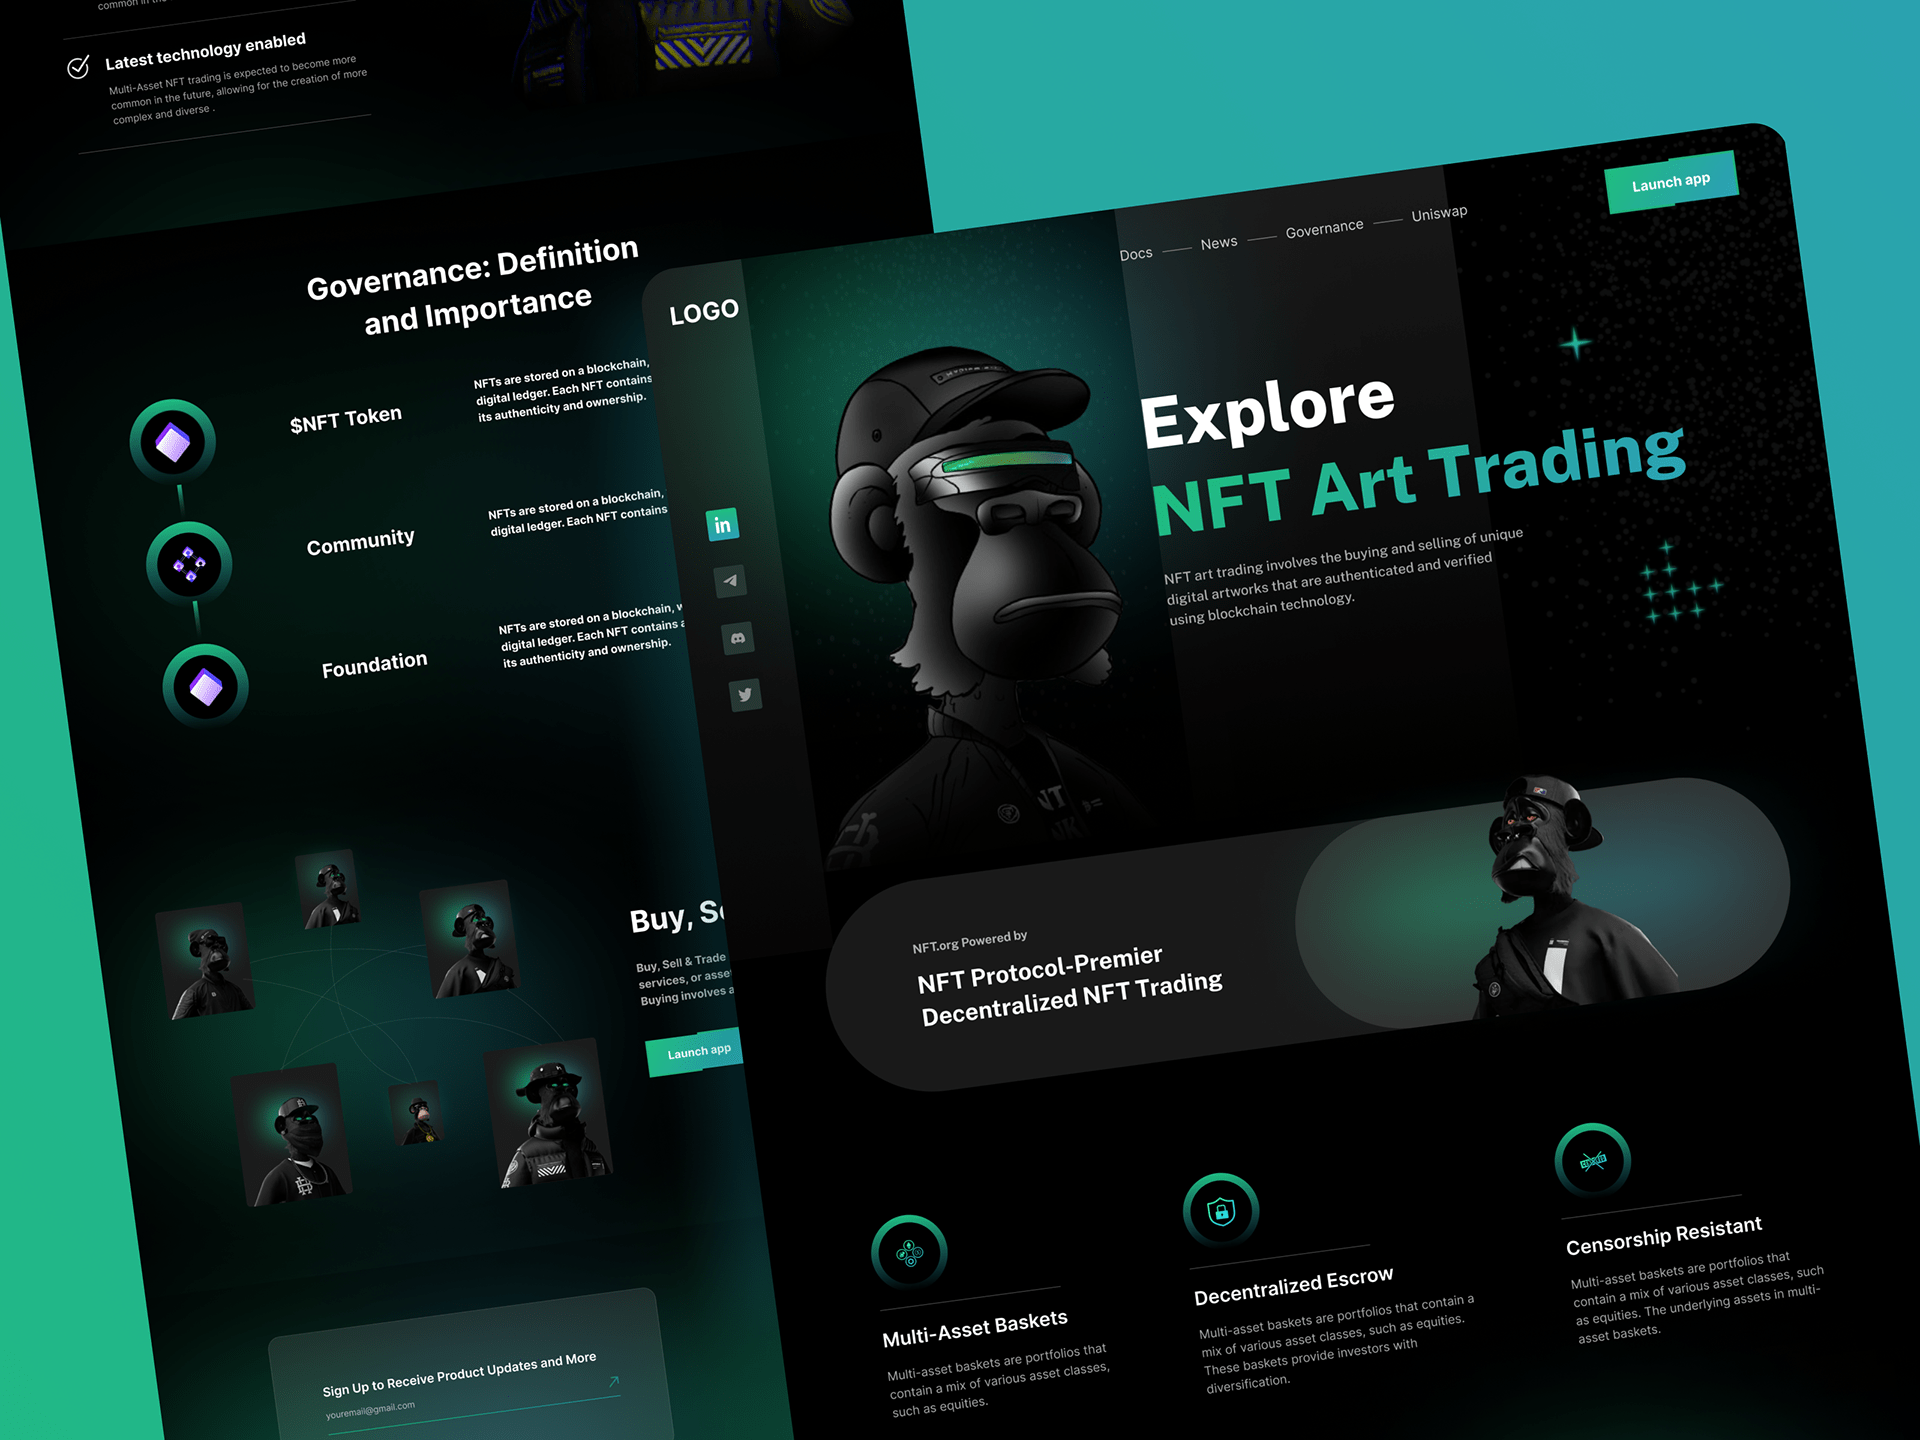 common in the
Latest technology enabled
Multi-Asset NFT trading is expected to become more
common in the future, allowing for the creation of more
complex and diverse .
Governance: Definition
and Importance
$NFT Token
NFTs are stored on a blockchain,
digital ledger. Each NFT contains
its authenticity and ownership.
Community
NFTs are stored on a blockchain,
digital ledger. Each NFT contains
Foundation
NFTs are stored on a blockchain, w
digital ledger. Each NFT contains a
its authenticity and ownership.
Buy, Se
Buy, Sell & Trade
services, or asse
Buying involves a
Launch app
Sign Up to Receive Product Updates and More
youremail@gmail.com
LOGO
Docs
News
Governance
Uniswap
Launch app
in
Explore
NFT Art Trading
NFT art trading involves the buying and selling of unique
digital artworks that are authenticated and verified
using blockchain technology.
NFT.org Powered by
NFT Protocol-Premier
Decentralized NFT Trading
Multi-Asset Baskets
Multi-asset baskets are portfolios that
contain a mix of various asset classes,
such as equities.
Decentralized Escrow
Multi-asset baskets are portfolios that contain a
mix of various asset classes, such as equities.
These baskets provide investors with
diversification.
Censorship Resistant
Multi-asset baskets are portfolios that
contain a mix of various asset classes, such
as equities. The underlying assets in multi-
asset baskets.